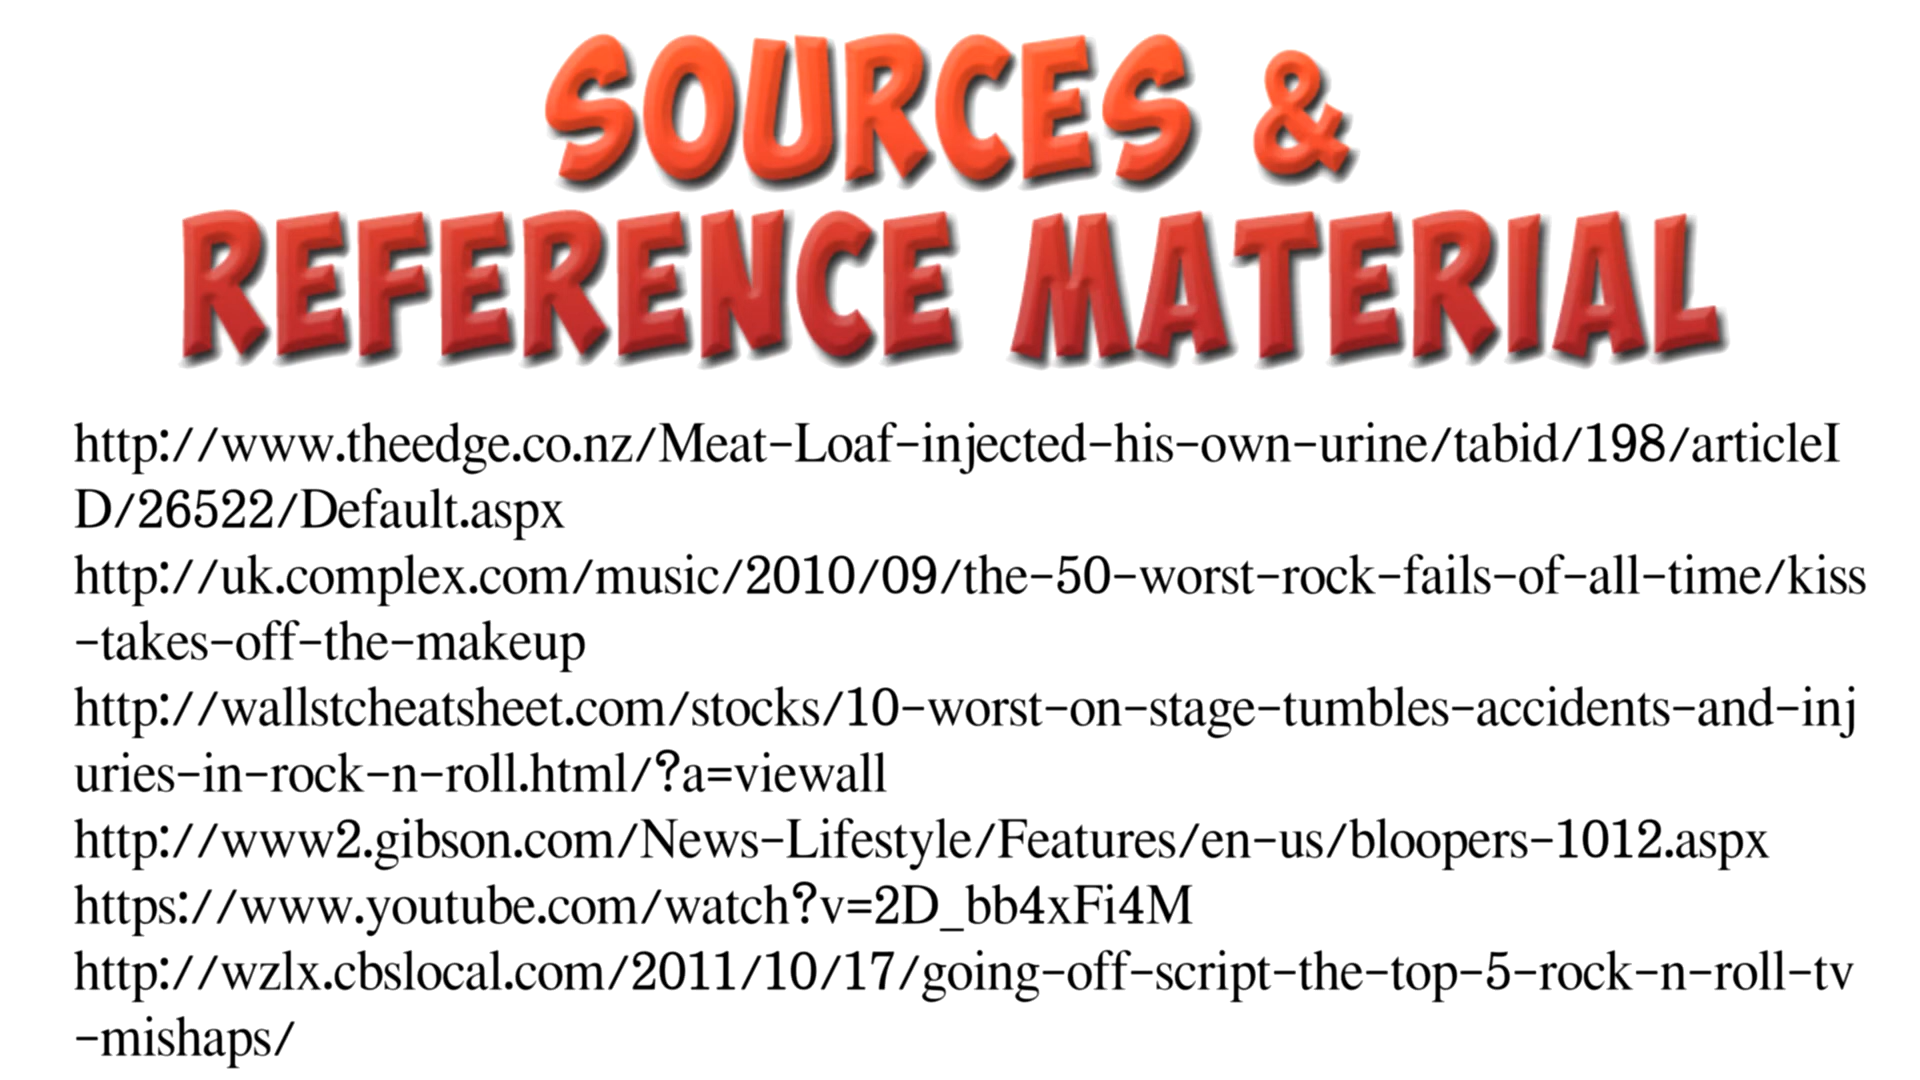 SOURCES &
REFERENCE MATERIAL
http://www.theedge.co.nz/Meat-Loaf-injected-his-own-urine/tabid/198/articleI
D/26522/Default.aspx
http://uk.complex.com/music/2010/09/the-50-worst-rock-fails-of-all-time/kiss
-takes-off-the-makeup
http://wallstcheatsheet.com/stocks/10-worst-on-stage-tumbles-accidents-and-inj
uries-in-rock-n-roll.html/?a=viewall
http://www2.gibson.com/News-Lifestyle/Features/en-us/bloopers-1012.aspx
https://www.youtube.com/watch?v=2D_bb4xFi4M
http://wzlx.cbslocal.com/2011/10/17/going-off-script-the-top-5-rock-n-roll-tv
-mishaps/